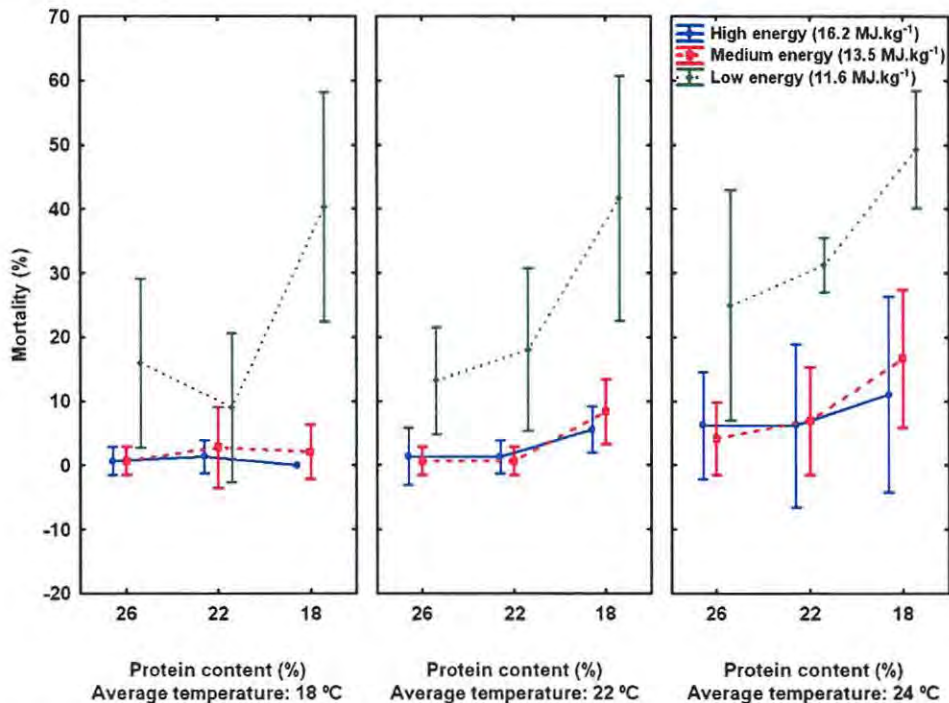 70
60
50
40
30
20
10
0
-10
-20
Mortality (%)
High energy (16.2 MJ.kg⁻¹)
Medium energy (13.5 MJ.kg⁻¹)
Low energy (11.6 MJ.kg⁻¹)
26 22 18
26 22 18
26 22 18
Protein content (%)
Average temperature: 18 ºC
Protein content (%)
Average temperature: 22 ºC
Protein content (%)
Average temperature: 24 ºC